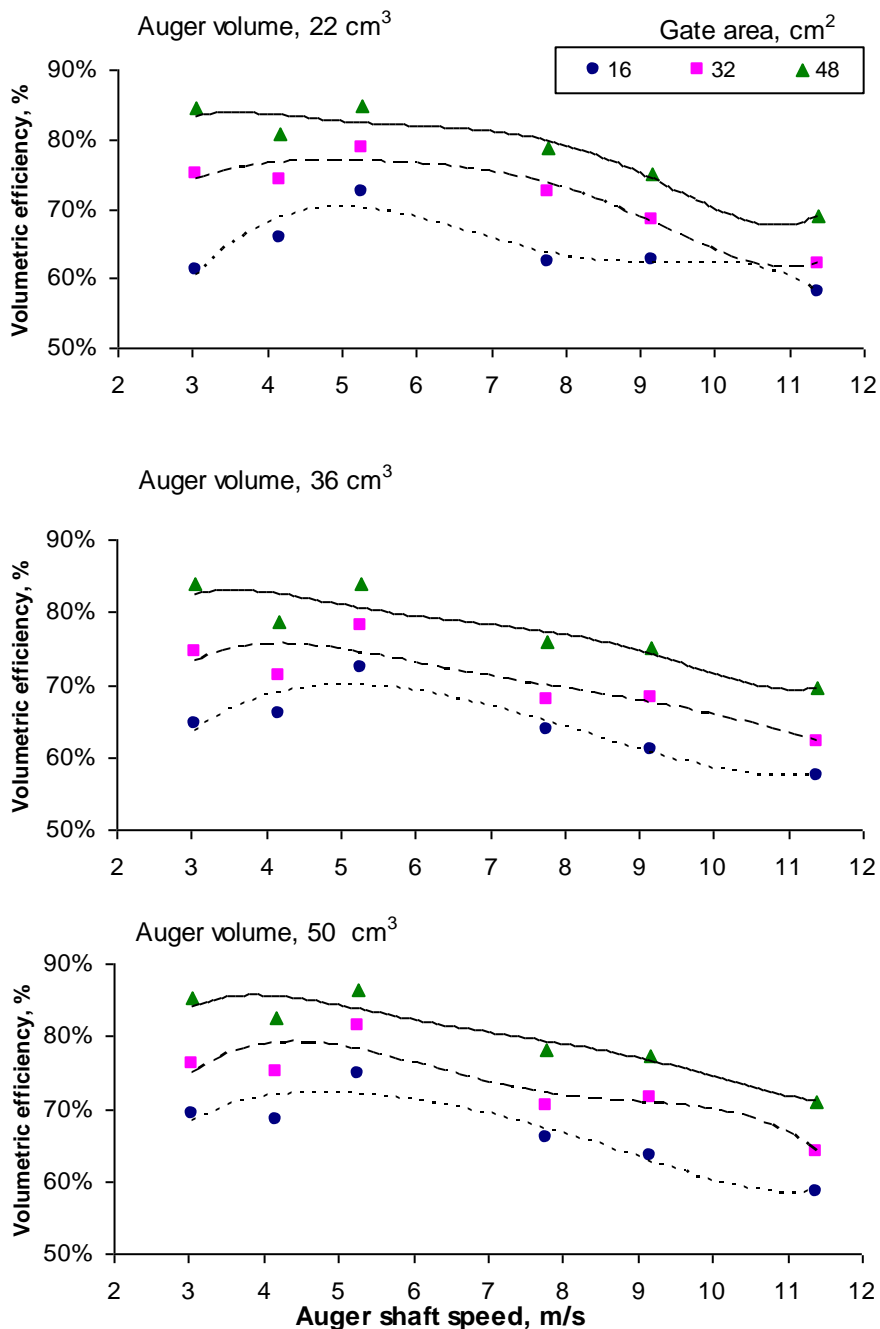 Auger volume, 22 cm³
Gate area, cm²
16 32 48
Volumetric efficiency, %
90%
80%
70%
60%
50%
2 3 4 5 6 7 8 9 10 11 12
Auger volume, 36 cm³
Volumetric efficiency, %
90%
80%
70%
60%
50%
2 3 4 5 6 7 8 9 10 11 12
Auger volume, 50 cm³
Volumetric efficiency, %
90%
80%
70%
60%
50%
2 3 4 5 6 7 8 9 10 11 12
Auger shaft speed, m/s